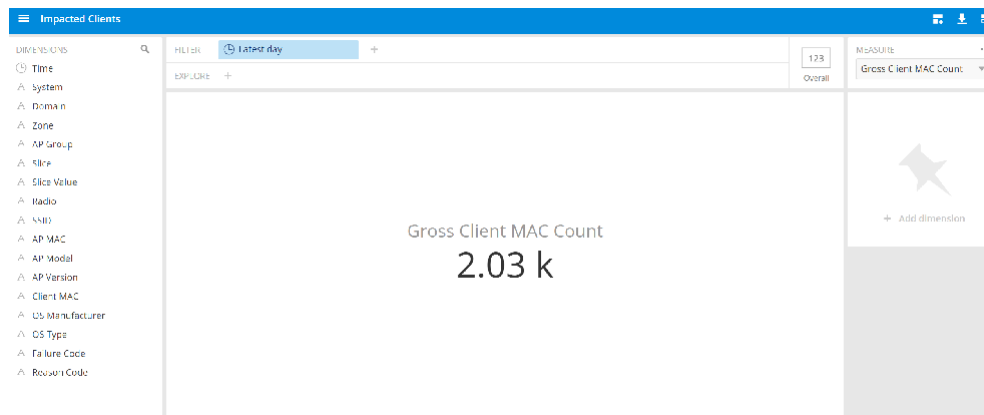 Impacted Clients
DIMENSIONS
Time
System
Domain
Zone
AP Group
Slice
Slice Value
Radio
SSID
AP MAC
AP Model
AP Version
Client MAC
OS Manufacturer
OS Type
Failure Code
Reason Code
FILTER Latest day +
EXPLORE +
123
Overall
MEASURE
Gross Client MAC Count
Gross Client MAC Count
2.03 k
+ Add dimension